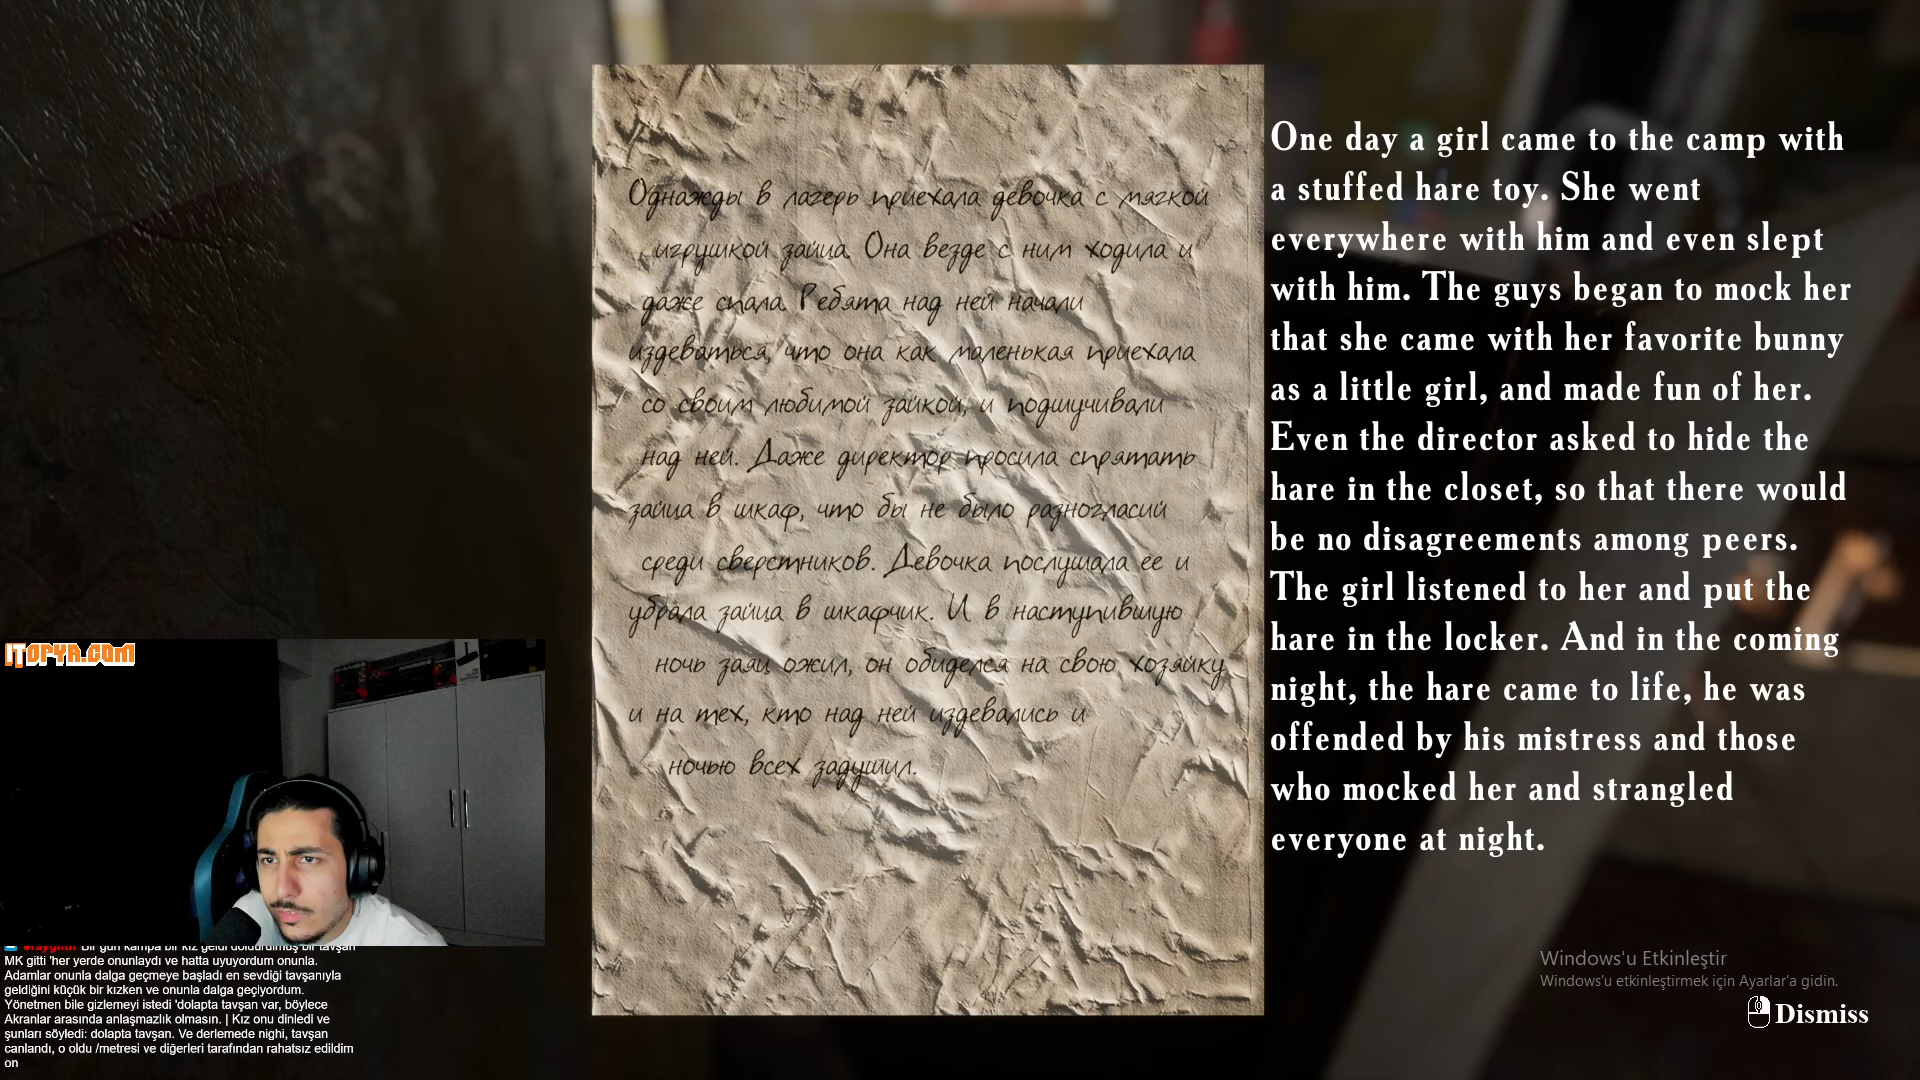 Однажды в лагерь приехала девочка с мягкой
игрушкой зайца. Она везде с ним ходила и
даже спала. Ребята над ней начали
издеваться, что она как маленькая приехала
со своим любимой зайкой, и подшучивали
над ней. Даже директор просила спрятать
зайца в шкаф, что бы не было разногласий
среди сверстников. Девочка послушала ее и
убрала зайца в шкафчик. И в наступившую
ночь заяц ожил, он обиделся на свою хозяйку
и на тех, кто над ней издевались и
ночью всех задушил.
One day a girl came to the camp with
a stuffed hare toy. She went
everywhere with him and even slept
with him. The guys began to mock her
that she came with her favorite bunny
as a little girl, and made fun of her.
Even the director asked to hide the
hare in the closet, so that there would
be no disagreements among peers.
The girl listened to her and put the
hare in the locker. And in the coming
night, the hare came to life, he was
offended by his mistress and those
who mocked her and strangled
everyone at night.
ITOPYA.COM
Bir gün kampa bir kız geldi doldurulmuş bir tavşan
MK gitti 'her yerde onunlaydı ve hatta uyuyordum onunla.
Adamlar onunla dalga geçmeye başladı en sevdiği tavşanıyla
geldiğini küçük bir kızken ve onunla dalga geçiyordum.
Yönetmen bile gizlemeyi istedi 'dolapta tavşan var, böylece
Akranlar arasında anlaşmazlık olmasın. | Kız onu dinledi ve
şunları söyledi: dolapta tavşan. Ve derlemede nighi, tavşan
canlandı, o oldu /metresi ve diğerleri tarafından rahatsız edildim
on
Windows'u Etkinleştir
Windows'u etkinleştirmek için Ayarlar'a gidin.
Dismiss